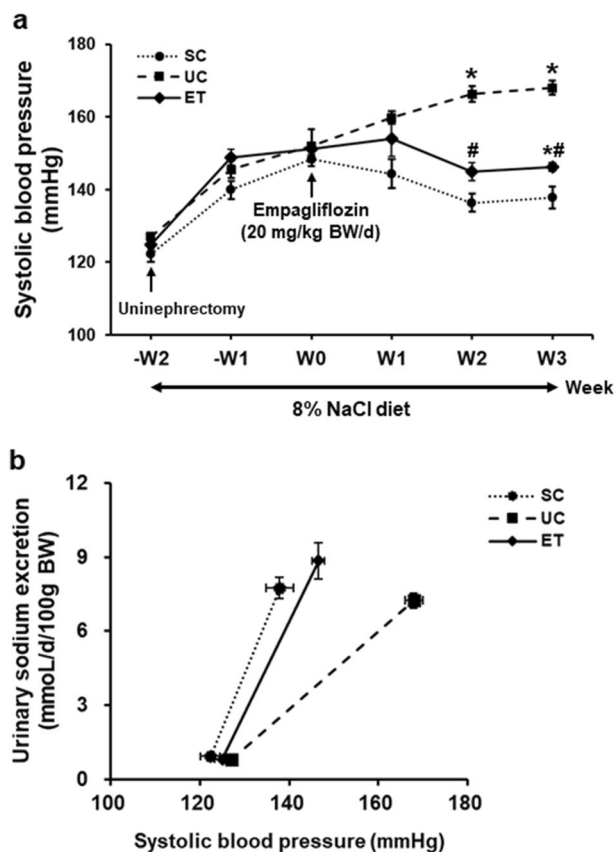 a
SC
UC
ET
Systolic blood pressure
(mmHg)
180
160
140
120
100
* *
# *#
Empagliflozin
(20 mg/kg BW/d)
Uninephrectomy
-W2 -W1 W0 W1 W2 W3
Week
8% NaCl diet
b
SC
UC
ET
Urinary sodium excretion
(mmoL/d/100g BW)
12
9
6
3
0
100 120 140 160 180
Systolic blood pressure (mmHg)